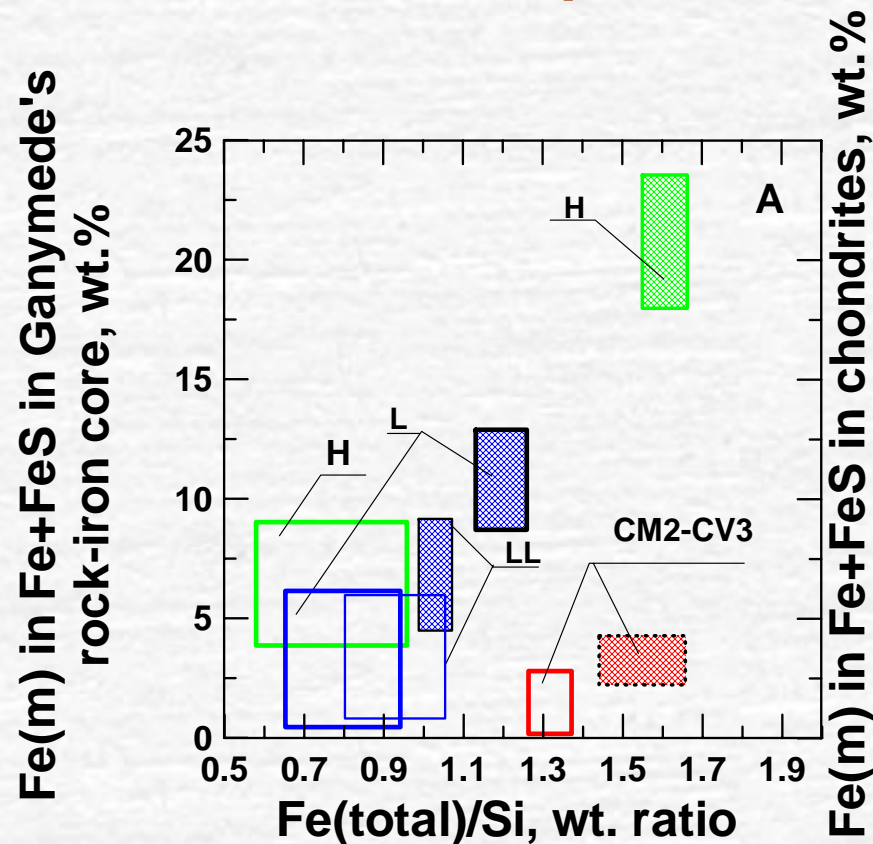 Fe(m) in Fe+FeS in Ganymede's
rock-iron core, wt.%
Fe(m) in Fe+FeS in chondrites, wt.%
25
20
15
10
5
0
A
H
L
H
LL
CM2-CV3
0.5 0.7 0.9 1.1 1.3 1.5 1.7 1.9
Fe(total)/Si, wt. ratio